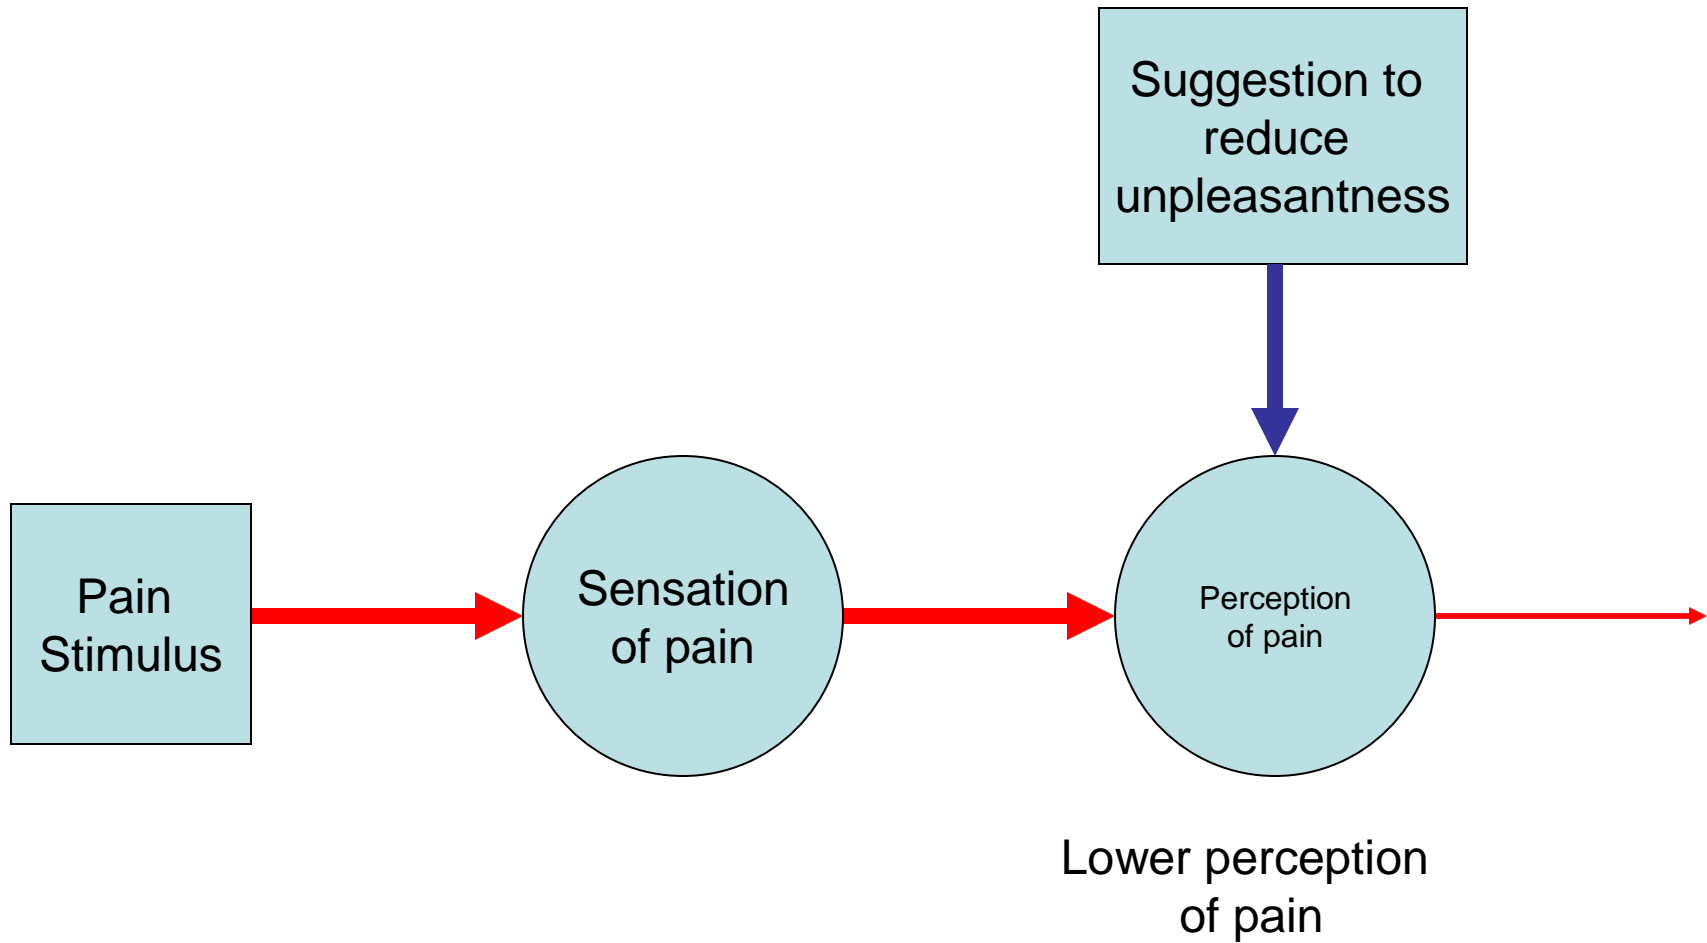 Suggestion to
reduce
unpleasantness
Pain
Stimulus
Sensation
of pain
Perception
of pain
Lower perception
of pain